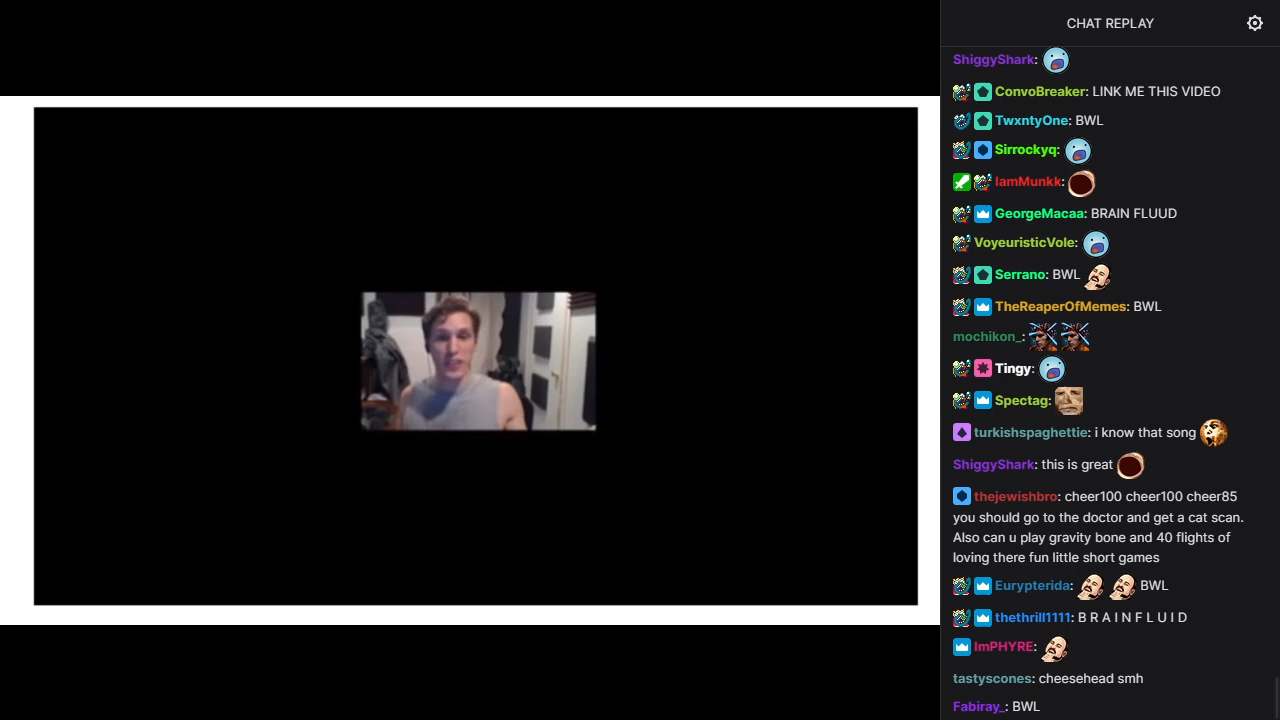 CHAT REPLAY
ShiggyShark:
ConvoBreaker: LINK ME THIS VIDEO
TwxntyOne: BWL
Sirrockyq:
IamMunkk:
GeorgeMacaa: BRAIN FLUUD
VoyeuristicVole:
Serrano: BWL
TheReaperOfMemes: BWL
mochikon_:
Tingy:
Spectag:
turkishspaghettie: i know that song
ShiggyShark: this is great
thejewishbro: cheer100 cheer100 cheer85
you should go to the doctor and get a cat scan.
Also can u play gravity bone and 40 flights of
loving there fun little short games
Eurypterida: BWL
thethrill1111: B R A I N F L U I D
ImPHYRE:
tastyscones: cheesehead smh
Fabiray_: BWL